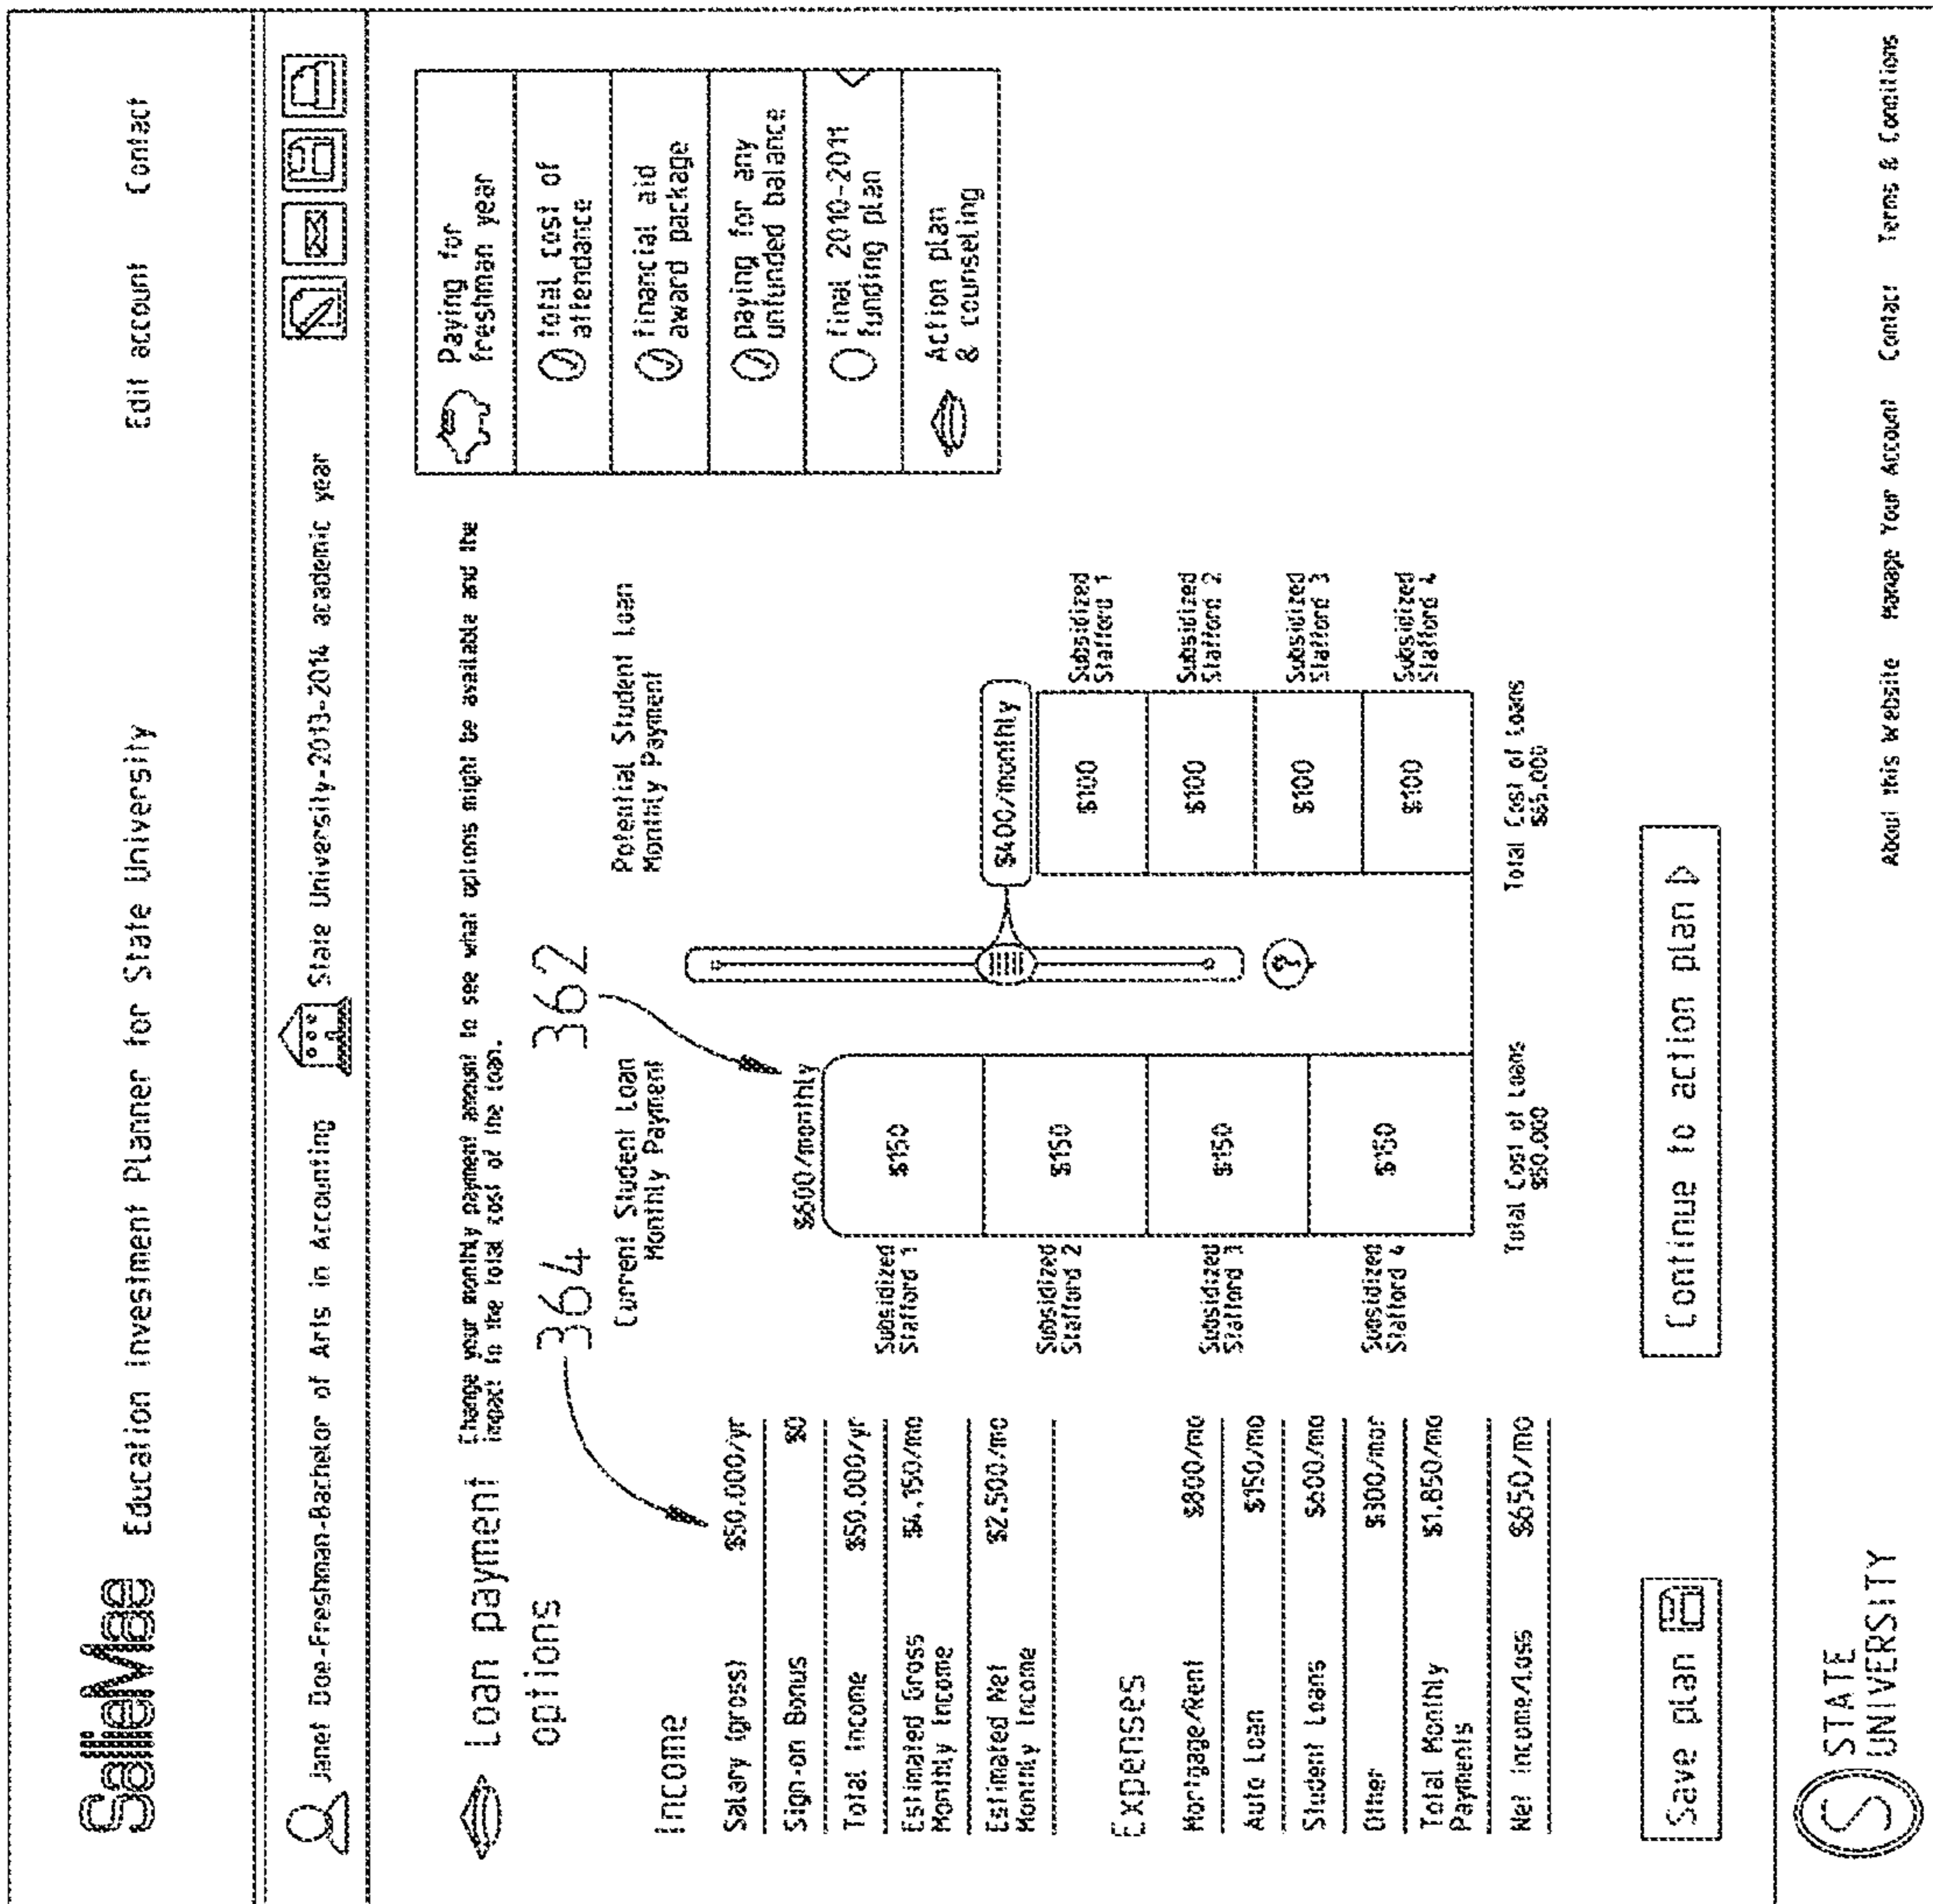 SallieMae
Education Investment Planner for State University
Edit account
Contact
Janet Doe-Freshman-Bachelor of Arts in Accounting
State University-2013-2014 academic year
Loan payment
options
Change your monthly payment amount to see what options might be available and the
impact to the total cost of the loan.
364
362
Income
Salary (gross) $50.000/yr
Sign-on Bonus $0
Total Income $50.000/yr
Estimated Gross
Monthly Income $4.150/mo
Estimated Net
Monthly Income $2.500/mo
Expenses
Mortgage/Rent $800/mo
Auto Loan $150/mo
Student Loans $600/mo
Other $300/mor
Total Monthly
Payments $1.850/mo
Net Income/Loss $650/mo
Current Student Loan
Monthly Payment
$600/monthly
Subsidized
Stafford 1
$150
Subsidized
Stafford 2
$150
Subsidized
Stafford 3
$150
Subsidized
Stafford 4
$150
Total Cost of Loans
$50.000
?
Potential Student Loan
Monthly Payment
$400/monthly
$100
Subsidized
Stafford 1
$100
Subsidized
Stafford 2
$100
Subsidized
Stafford 3
$100
Subsidized
Stafford 4
Total Cost of Loans
Paying for
freshman year
total cost of
attendance
financial aid
award package
paying for any
unfunded balance
final 2010-2011
funding plan
Action plan
& counseling
Save plan
Continue to action plan
S STATE
UNIVERSITY
About this Website
Manage Your Account
Contact
Terms & Conditions